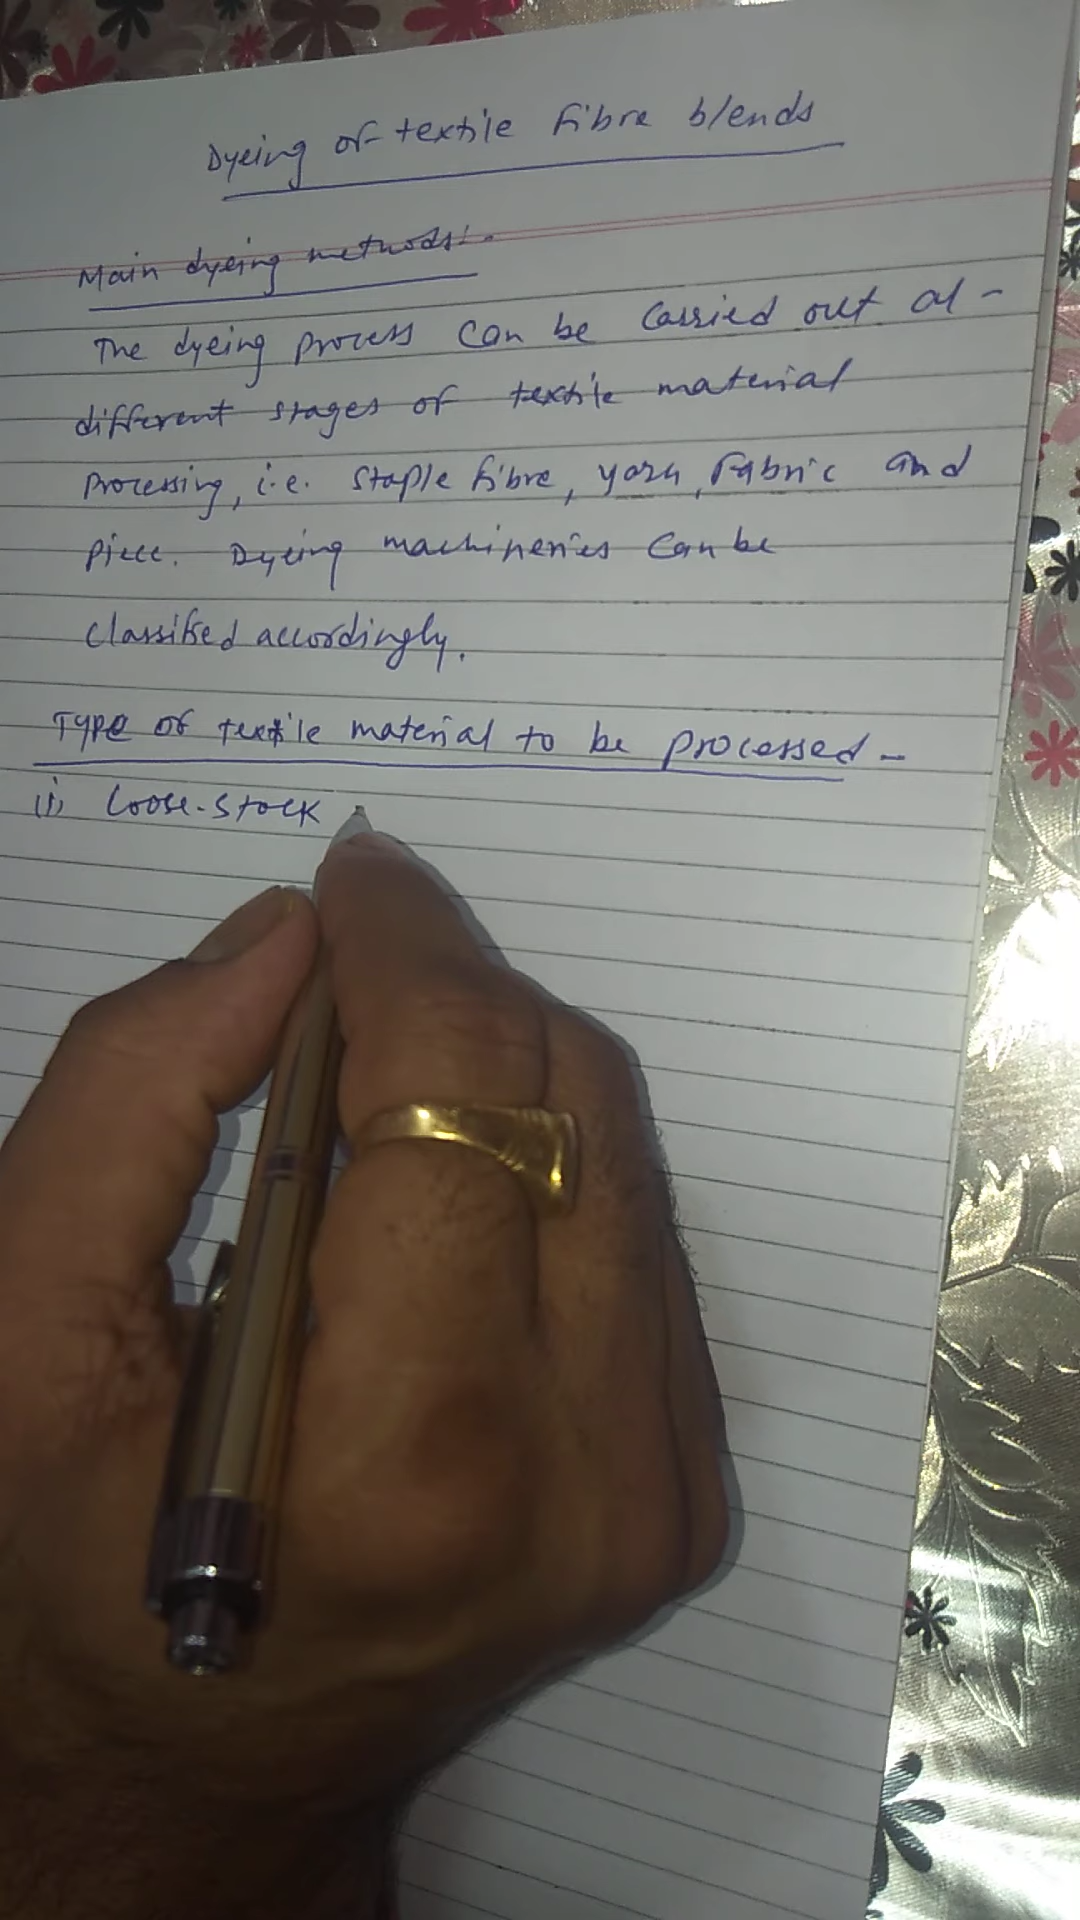 Dyeing of textile fibre blends
Main dyeing methods:-
The dyeing process can be carried out at-
different stages of textile material
processing, i.e. staple fibre, yarn, fabric and
piece. Dyeing machineries can be
classified accordingly.
Type of textile material to be processed-
(i) Loose-stock